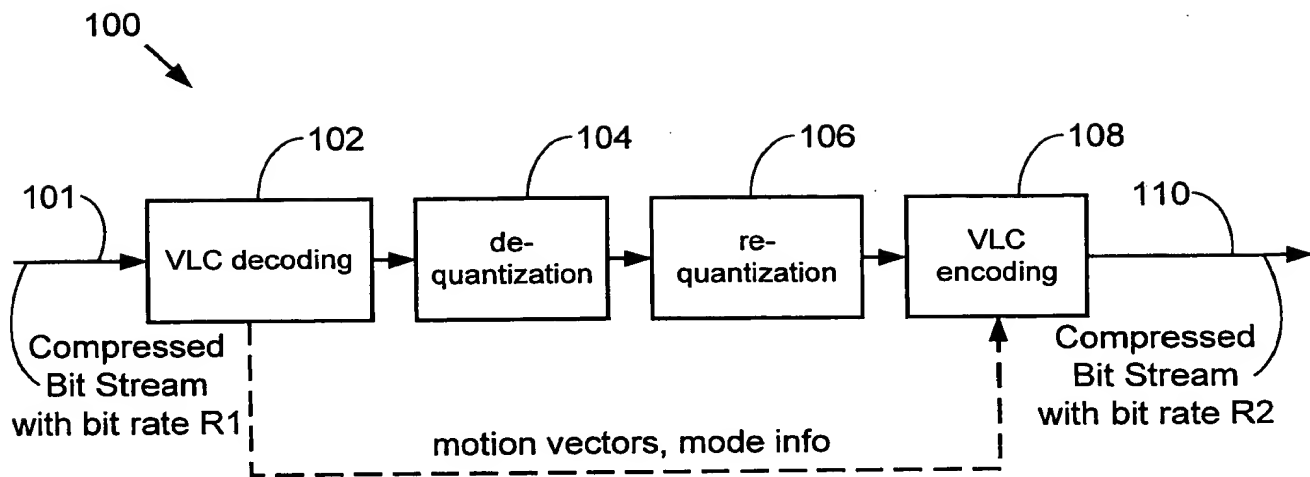 100
102
104
106
108
101
110
VLC decoding
de-
quantization
re-
quantization
VLC
encoding
Compressed
Bit Stream
with bit rate R1
Compressed
Bit Stream
with bit rate R2
motion vectors, mode info